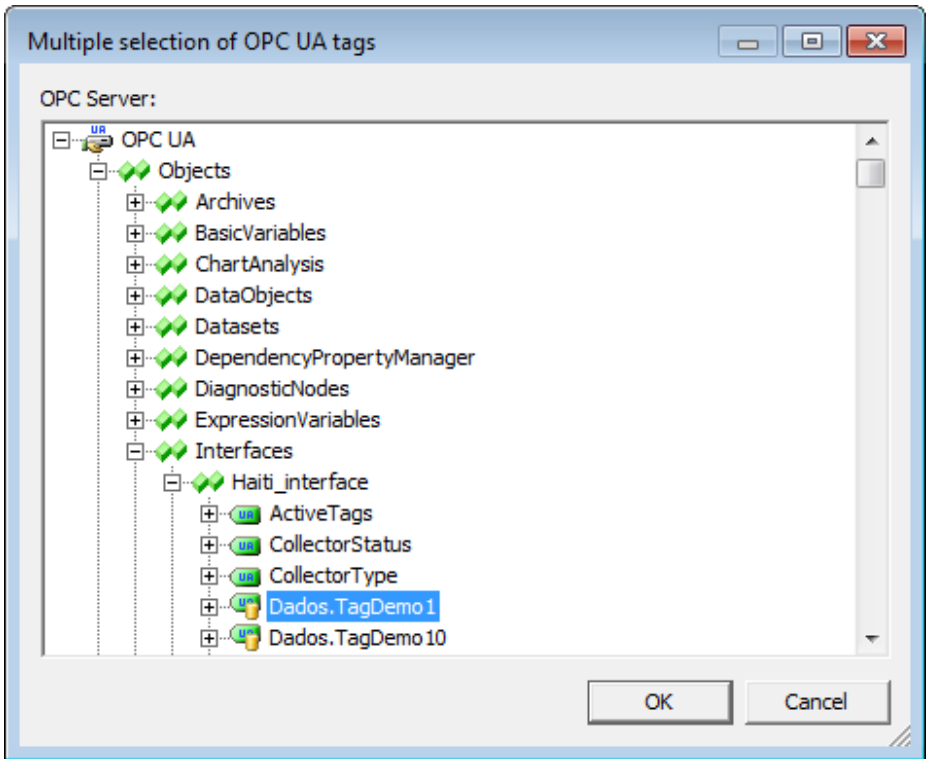 Multiple selection of OPC UA tags
OPC Server:
OPC UA
Objects
Archives
BasicVariables
ChartAnalysis
DataObjects
Datasets
DependencyPropertyManager
DiagnosticNodes
ExpressionVariables
Interfaces
Haiti_interface
ActiveTags
CollectorStatus
CollectorType
Dados.TagDemo1
Dados.TagDemo10
OK Cancel